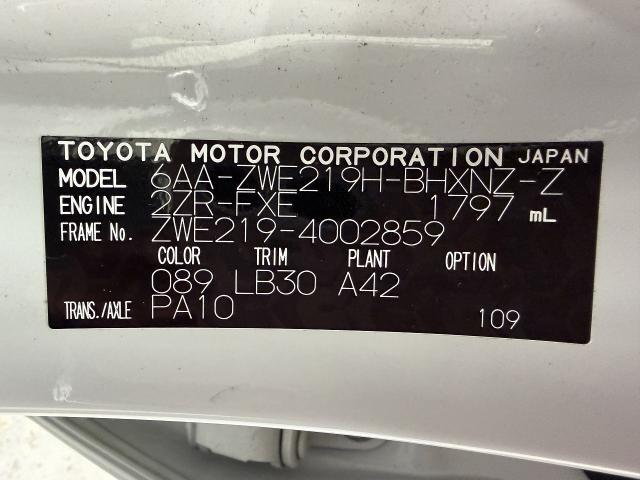 TOYOTA MOTOR CORPORATION JAPAN
MODEL 6AA-ZWE219H-BHXNZ-Z
ENGINE 2ZR-FXE 1797 mL
FRAME No. ZWE219-4002859
COLOR TRIM PLANT OPTION
089 LB30 A42
TRANS./AXLE PA10 109